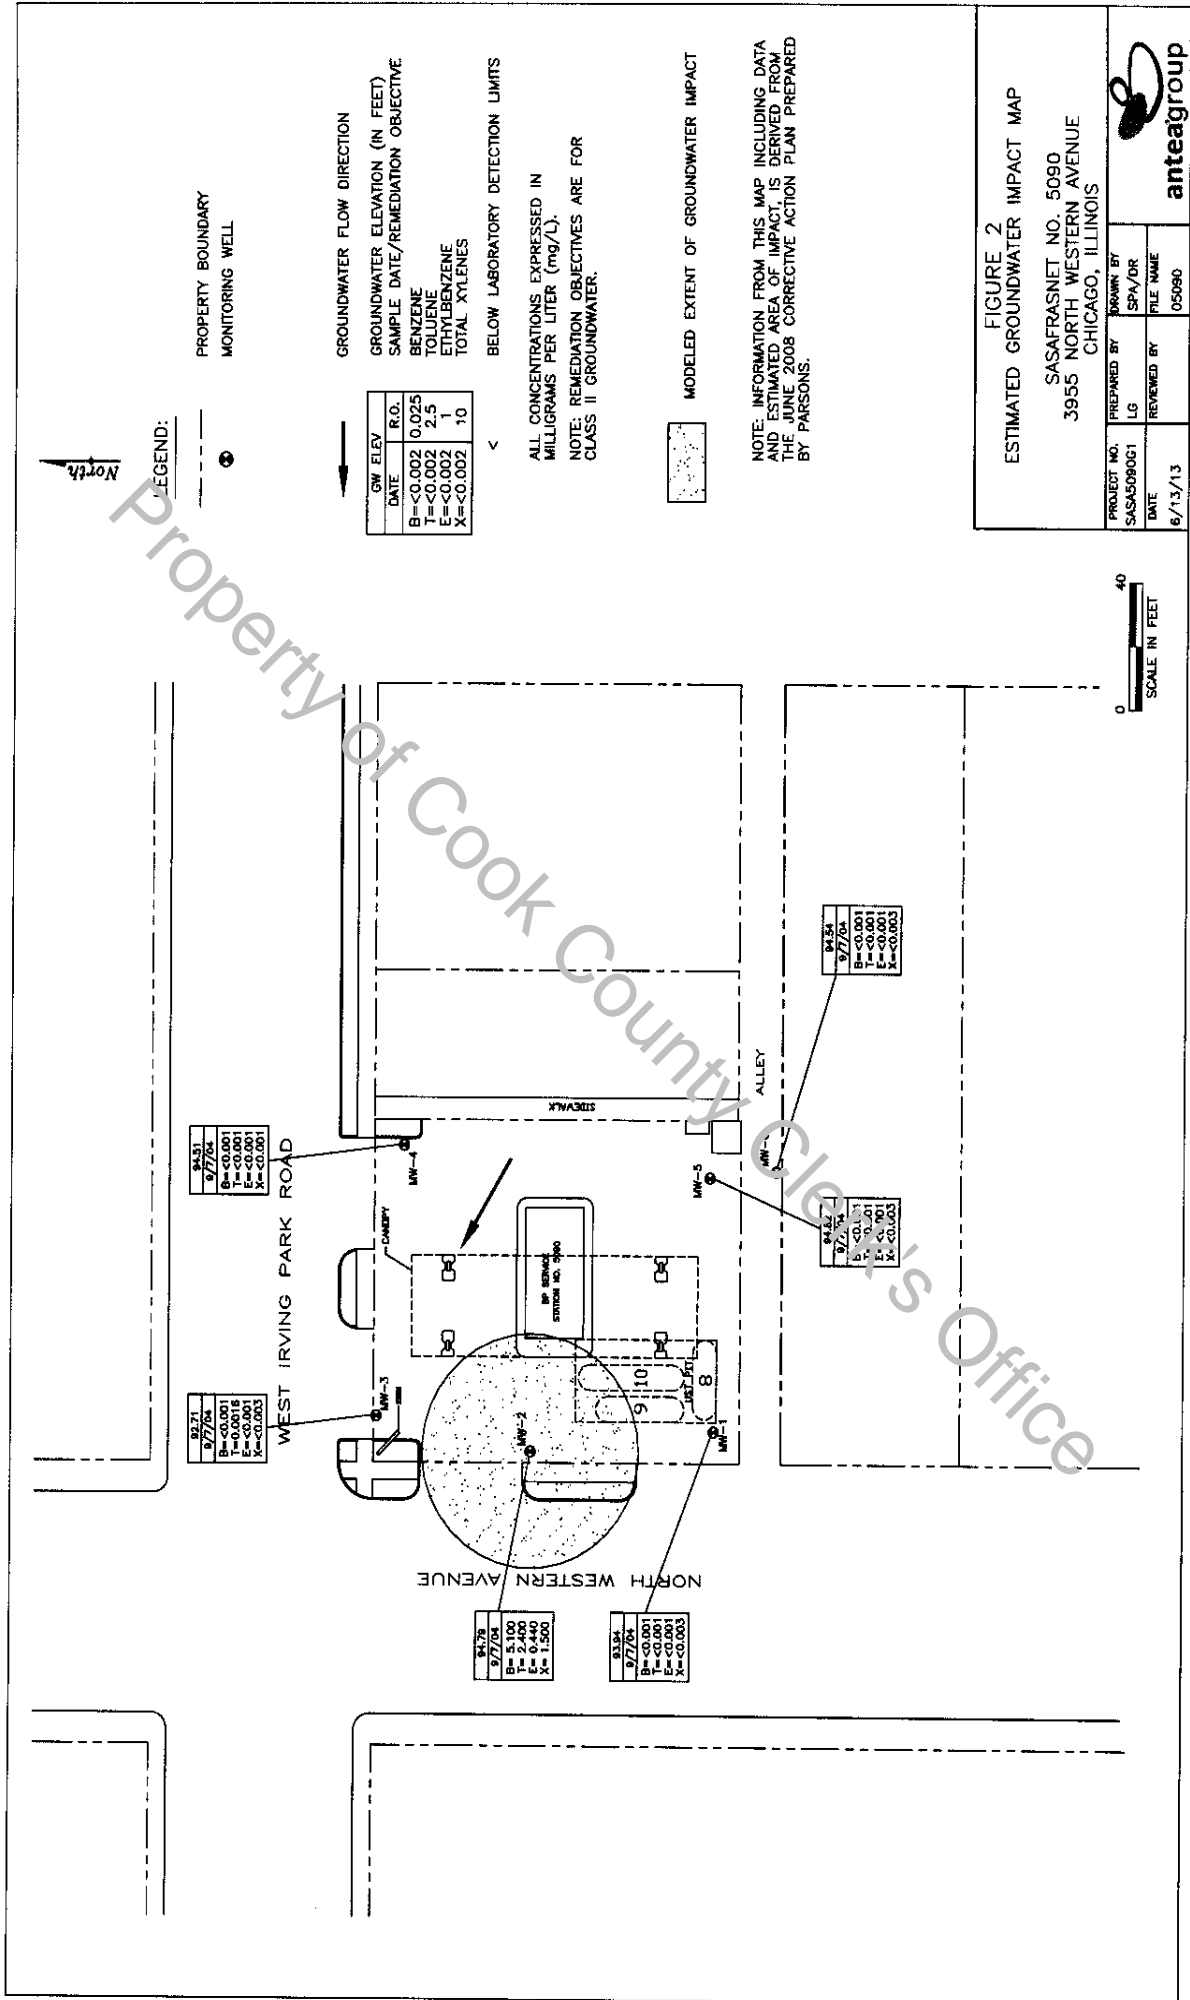 North
LEGEND:
PROPERTY BOUNDARY
MONITORING WELL
GROUNDWATER FLOW DIRECTION
GW ELEV
DATE R.O.
B=<0.002 0.025
T=<0.002 2.5
E=<0.002 1
X=<0.002 10
GROUNDWATER ELEVATION (IN FEET)
SAMPLE DATE/REMEDIATION OBJECTIVE
BENZENE
TOLUENE
ETHYLBENZENE
TOTAL XYLENES
< BELOW LABORATORY DETECTION LIMITS
ALL CONCENTRATIONS EXPRESSED IN
MILLIGRAMS PER LITER (mg/L).
NOTE: REMEDIATION OBJECTIVES ARE FOR
CLASS II GROUNDWATER.
MODELED EXTENT OF GROUNDWATER IMPACT
NOTE: INFORMATION FROM THIS MAP INCLUDING DATA
AND ESTIMATED AREA OF IMPACT, IS DERIVED FROM
THE JUNE 2008 CORRECTIVE ACTION PLAN PREPARED
BY PARSONS.
WEST IRVING PARK ROAD
NORTH WESTERN AVENUE
ALLEY
SIDEWALK
CANOPY
BP SERVICE
STATION NO. 5090
UST PIT
8
9
10
MW-1
MW-2
MW-3
MW-4
MW-5
92.71
9/7/04
B=<0.001
T=0.0016
E=<0.001
X=<0.003
94.51
9/7/04
B=<0.001
T=<0.001
E=<0.001
X=<0.001
94.79
9/7/04
B= 5.100
T= 2.400
E= 0.440
X= 1.500
93.94
9/7/04
B=<0.001
T=<0.001
E=<0.001
X=<0.003
9/7/04
X=<0.003
94.54
9/7/04
B=<0.001
T=<0.001
E=<0.001
X=<0.003
0 40
SCALE IN FEET
FIGURE 2
ESTIMATED GROUNDWATER IMPACT MAP
SASAFRASNET NO. 5090
3955 NORTH WESTERN AVENUE
CHICAGO, ILLINOIS
PROJECT NO.
SASA5090G1
PREPARED BY
LG
DRAWN BY
SPA/DR
DATE
6/13/13
REVIEWED BY
FILE NAME
05090
anteagroup
Property of Cook County Clerk's Office